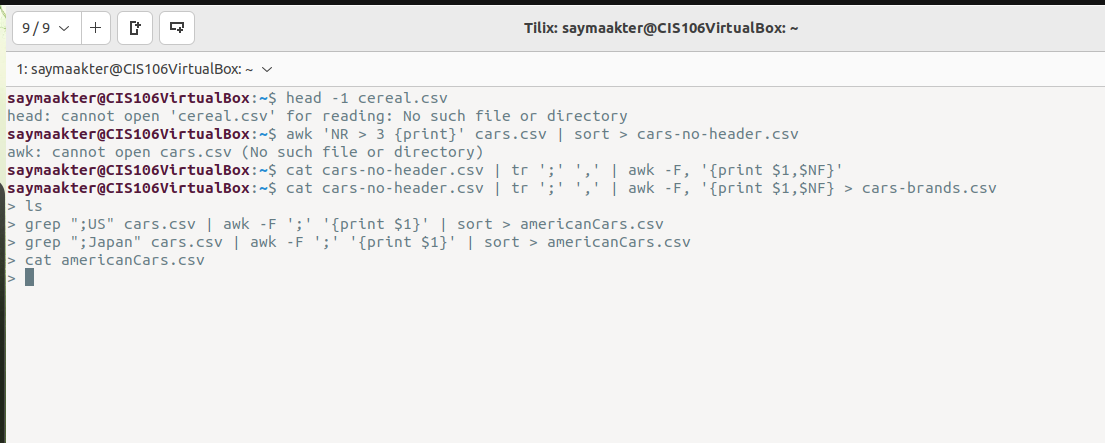 9 / 9
Tilix: saymaakter@CIS106VirtualBox: ~
1: saymaakter@CIS106VirtualBox: ~
saymaakter@CIS106VirtualBox:~$ head -1 cereal.csv
head: cannot open 'cereal.csv' for reading: No such file or directory
saymaakter@CIS106VirtualBox:~$ awk 'NR > 3 {print}' cars.csv | sort > cars-no-header.csv
awk: cannot open cars.csv (No such file or directory)
saymaakter@CIS106VirtualBox:~$ cat cars-no-header.csv | tr ';' ',' | awk -F, '{print $1,$NF}'
saymaakter@CIS106VirtualBox:~$ cat cars-no-header.csv | tr ';' ',' | awk -F, '{print $1,$NF} > cars-brands.csv
> ls
> grep ";US" cars.csv | awk -F ';' '{print $1}' | sort > americanCars.csv
> grep ";Japan" cars.csv | awk -F ';' '{print $1}' | sort > americanCars.csv
> cat americanCars.csv
>